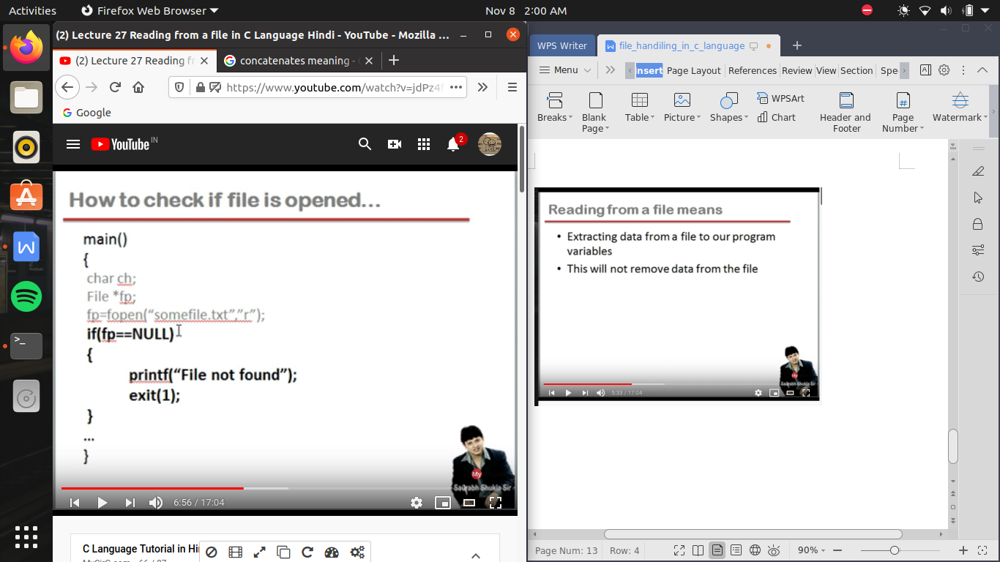 Activities Firefox Web Browser Nov 8 2:00 AM
(2) Lecture 27 Reading from a file in C Language Hindi - YouTube - Mozilla ...
(2) Lecture 27 Reading fr
concatenates meaning -
https://www.youtube.com/watch?v=jdPz4
Google
YouTube IN
2
How to check if file is opened...
main()
{
char ch;
File *fp;
fp=fopen(“somefile.txt”,”r”);
if(fp==NULL)
{
printf(“File not found”);
exit(1);
}
...
}
My
Saurabh Shukla Sir
6:56 / 17:04
C Language Tutorial in Hi
MySirG.com - 66 / 87
WPS Writer
file_handiling_in_c_language
Menu Insert Page Layout References Review View Section Spe
Breaks Blank Page Table Picture Shapes WPSArt Chart Header and Footer Page Number Watermark
Reading from a file means
• Extracting data from a file to our program
variables
• This will not remove data from the file
My
Saurabh Shukla Sir
5:33 / 17:04
Page Num: 13 Row: 4 90%